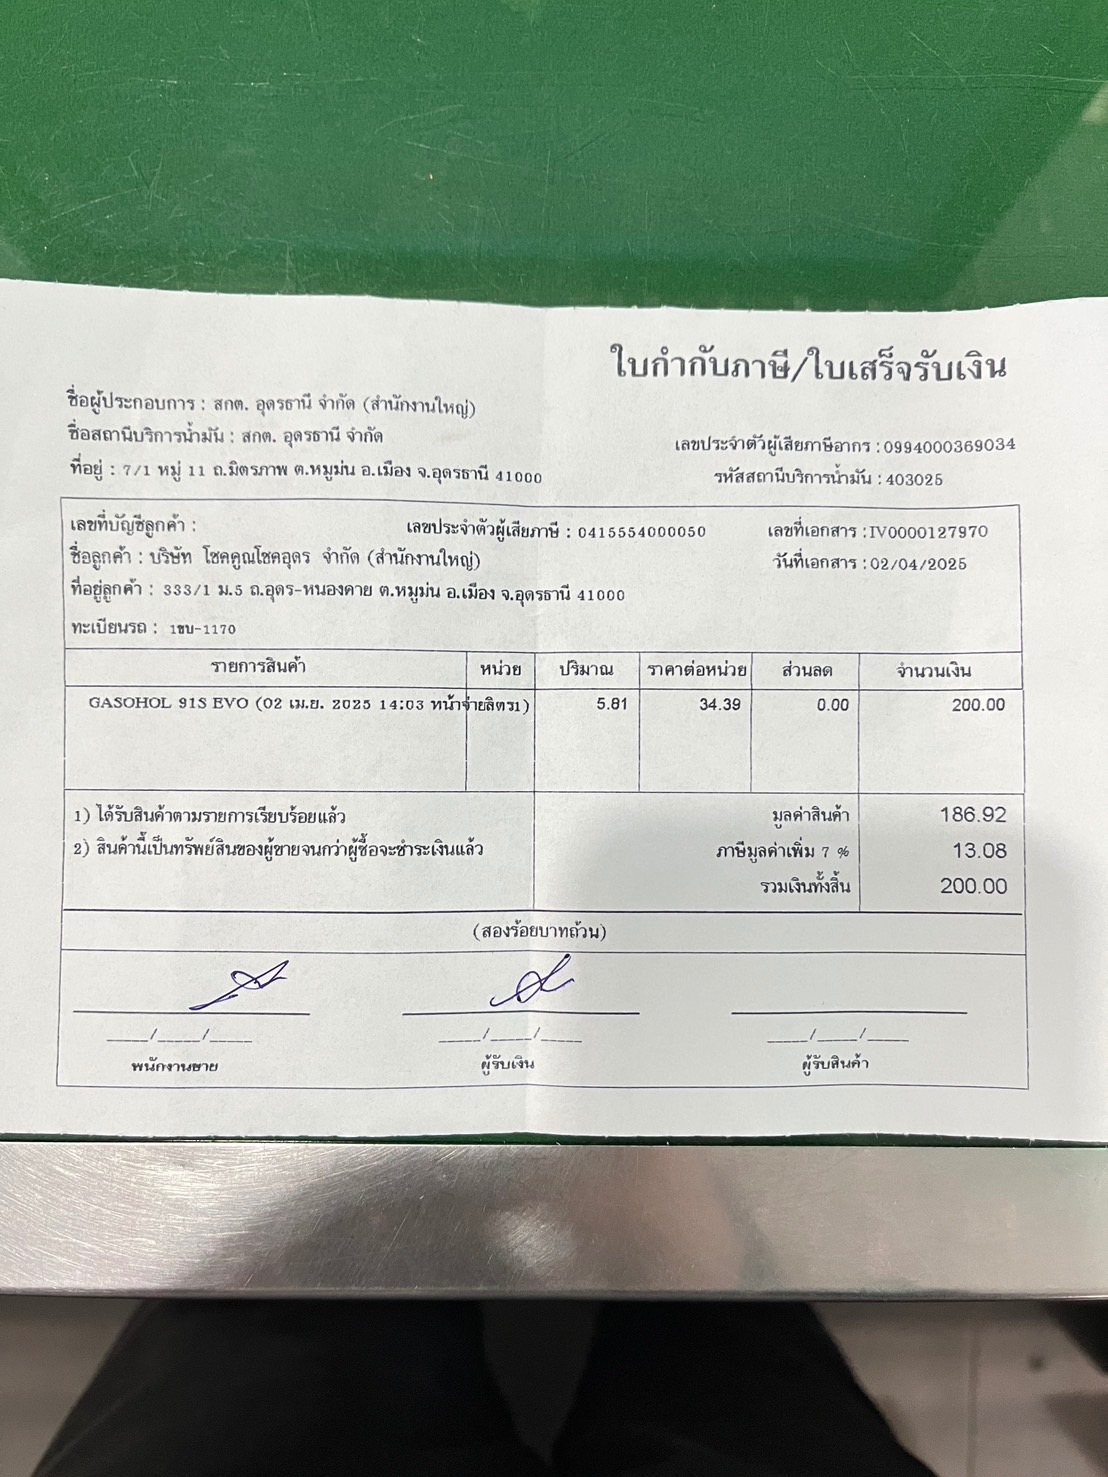 ใบกำกับภาษี/ใบเสร็จรับเงิน
ชื่อผู้ประกอบการ : สกต. อุดรธานี จำกัด (สำนักงานใหญ่)
ชื่อสถานีบริการน้ำมัน : สกต. อุดรธานี จำกัด
เลขประจำตัวผู้เสียภาษีอากร : 0994000369034
ที่อยู่ : 7/1 หมู่ 11 ถ.มิตรภาพ ต.หมูม่น อ.เมือง จ.อุดรธานี 41000
รหัสสถานีบริการน้ำมัน : 403025
เลขที่บัญชีลูกค้า : เลขประจำตัวผู้เสียภาษี : 0415554000050 เลขที่เอกสาร : IV0000127970
ชื่อลูกค้า : บริษัท โชคคูณโชคอุดร จำกัด (สำนักงานใหญ่) วันที่เอกสาร : 02/04/2025
ที่อยู่ลูกค้า : 333/1 ม.5 ถ.อุดร-หนองคาย ต.หมูม่น อ.เมือง จ.อุดรธานี 41000
ทะเบียนรถ : 1ขบ-1170
รายการสินค้า หน่วย ปริมาณ ราคาต่อหน่วย ส่วนลด จำนวนเงิน
GASOHOL 91S EVO (02 เม.ย. 2025 14:03 หน้าจ่ายลิตร1) 5.81 34.39 0.00 200.00
1) ได้รับสินค้าตามรายการเรียบร้อยแล้ว มูลค่าสินค้า 186.92
2) สินค้านี้เป็นทรัพย์สินของผู้ขายจนกว่าผู้ซื้อจะชำระเงินแล้ว ภาษีมูลค่าเพิ่ม 7 % 13.08
รวมเงินทั้งสิ้น 200.00
(สองร้อยบาทถ้วน)
____/____/____ ____/____/____ ____/____/____
พนักงานขาย ผู้รับเงิน ผู้รับสินค้า